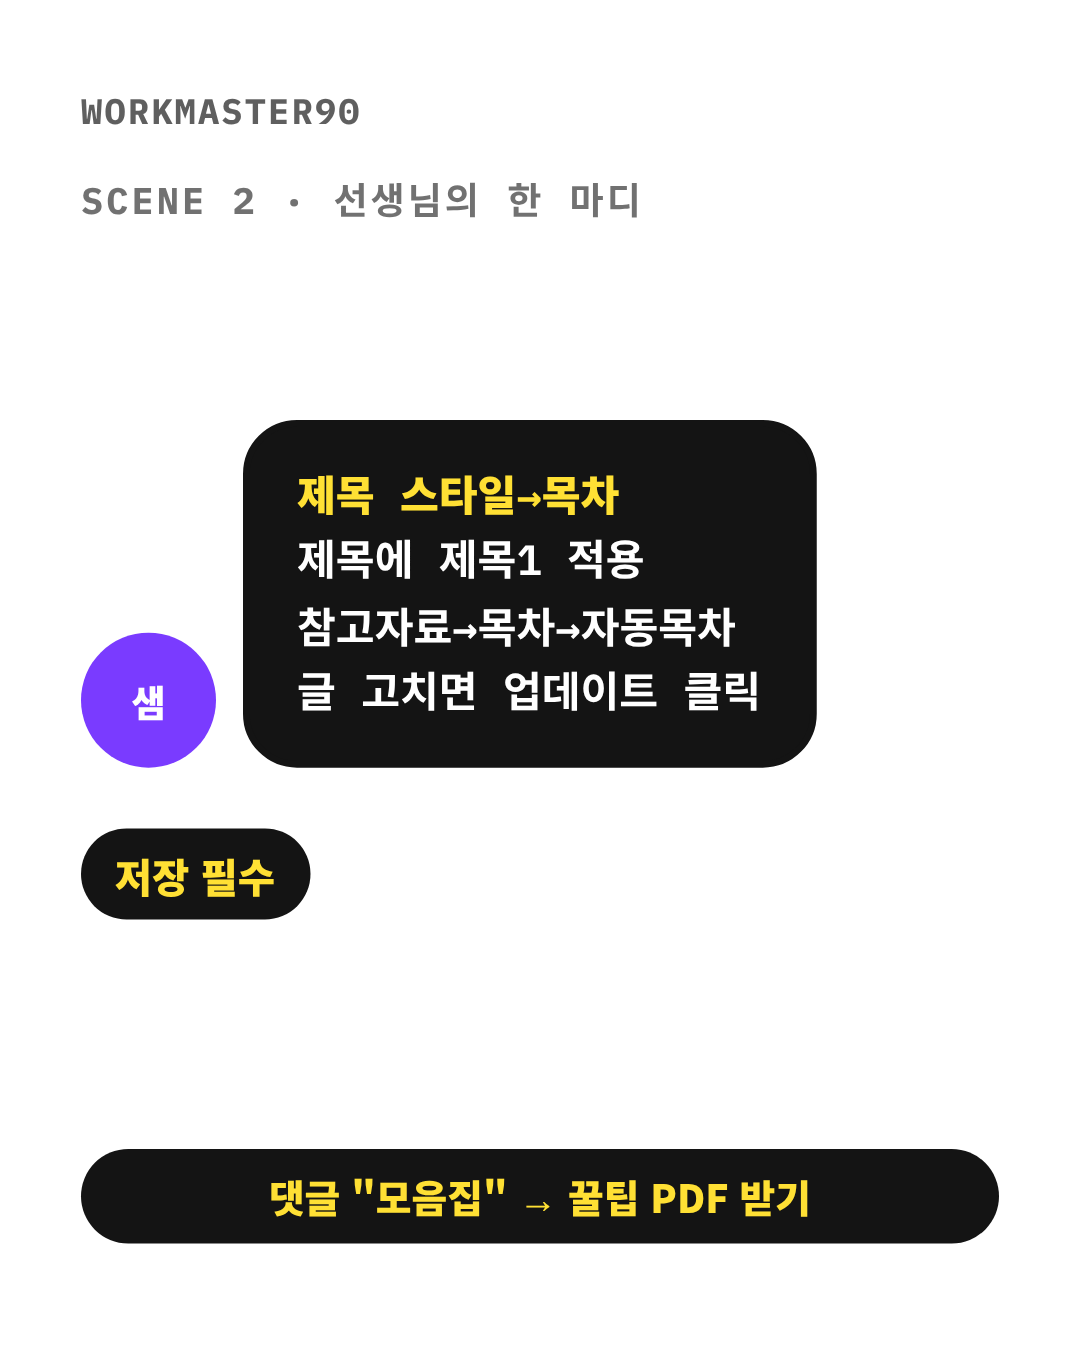 WORKMASTER90
SCENE 2 · 선생님의 한 마디
제목 스타일→목차
제목에 제목1 적용
참고자료→목차→자동목차
글 고치면 업데이트 클릭
샘
저장 필수
댓글 "모음집" → 꿀팁 PDF 받기